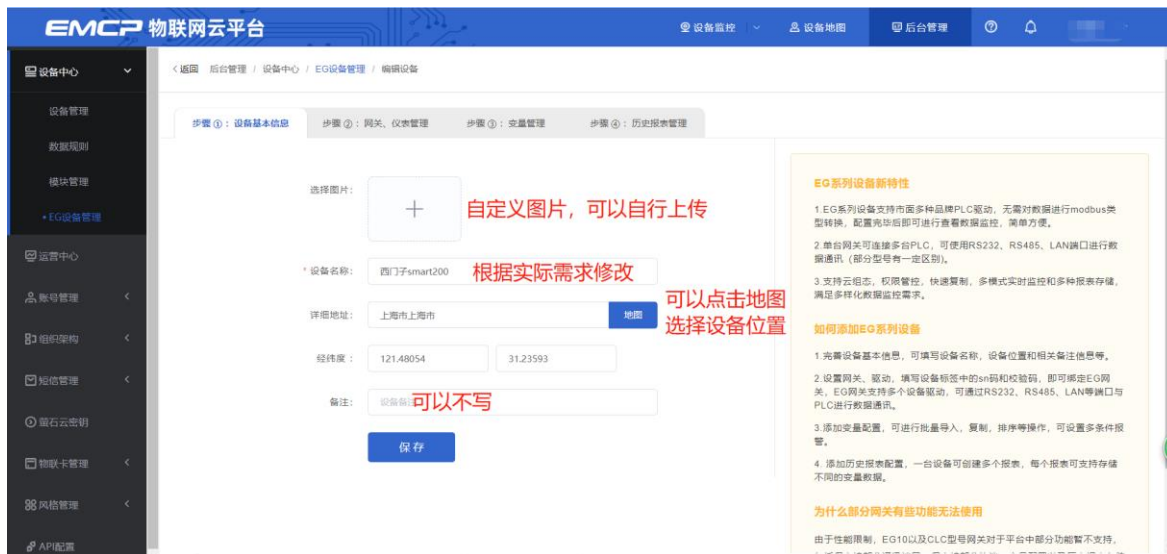 EMCP 物联网云平台
设备监控
设备地图
后台管理
设备中心
设备管理
数据规则
模块管理
•EG设备管理
运营中心
账号管理
组织架构
短信管理
萤石云密钥
物联卡管理
风格管理
API配置
<返回 后台管理 / 设备中心 / EG设备管理 / 编辑设备
步骤①：设备基本信息
步骤②：网关、仪表管理
步骤③：变量管理
步骤④：历史报表管理
选择图片：
自定义图片，可以自行上传
* 设备名称： 西门子smart200
根据实际需求修改
详细地址： 上海市上海市 地图
可以点击地图
选择设备位置
经纬度： 121.48054 31.23593
备注：
可以不写
保存
EG系列设备新特性
1.EG系列设备支持市面多种品牌PLC驱动，无需对数据进行modbus类
型转换，配置完毕后即可进行查看数据监控，简单方便。
2.单台网关可连接多台PLC，可使用RS232、RS485、LAN端口进行数
据通讯（部分型号有一定区别）。
3.支持云组态，权限管控，快速复制，多模式实时监控和多种报表存储，
满足多样化数据监控需求。
如何添加EG系列设备
1.完善设备基本信息，可填写设备名称，设备位置和相关备注信息等。
2.设置网关、驱动，填写设备标签中的sn码和校验码，即可绑定EG网
关，EG网关支持多个设备驱动，可通过RS232、RS485、LAN等端口与
PLC进行数据通讯。
3.添加变量配置，可进行批量导入，复制，排序等操作，可设置多条件报
警。
4. 添加历史报表配置，一台设备可创建多个报表，每个报表可支持存储
不同的变量数据。
为什么部分网关有些功能无法使用
由于性能限制，EG10以及CLC型号网关对于平台中部分功能暂不支持，